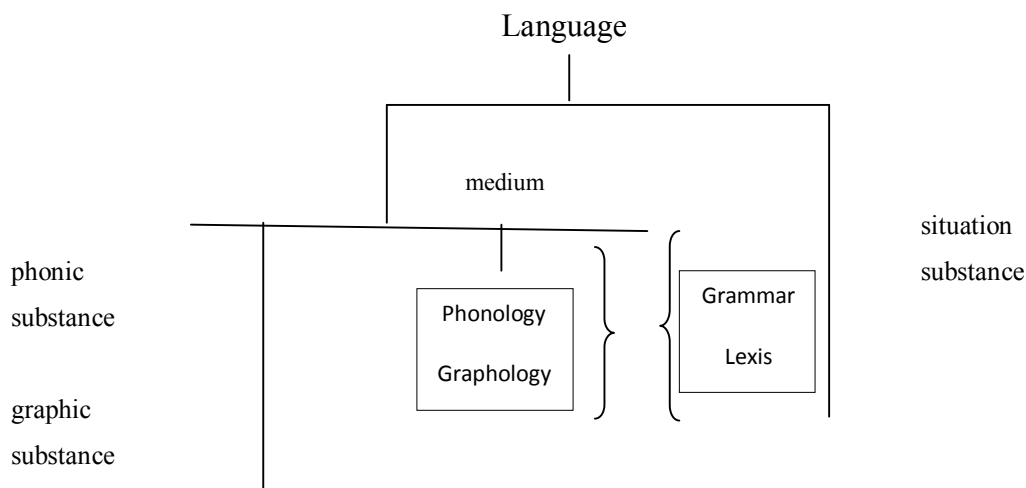 Language
medium
situation
substance
phonic
substance
Phonology
Graphology
Grammar
Lexis
graphic
substance